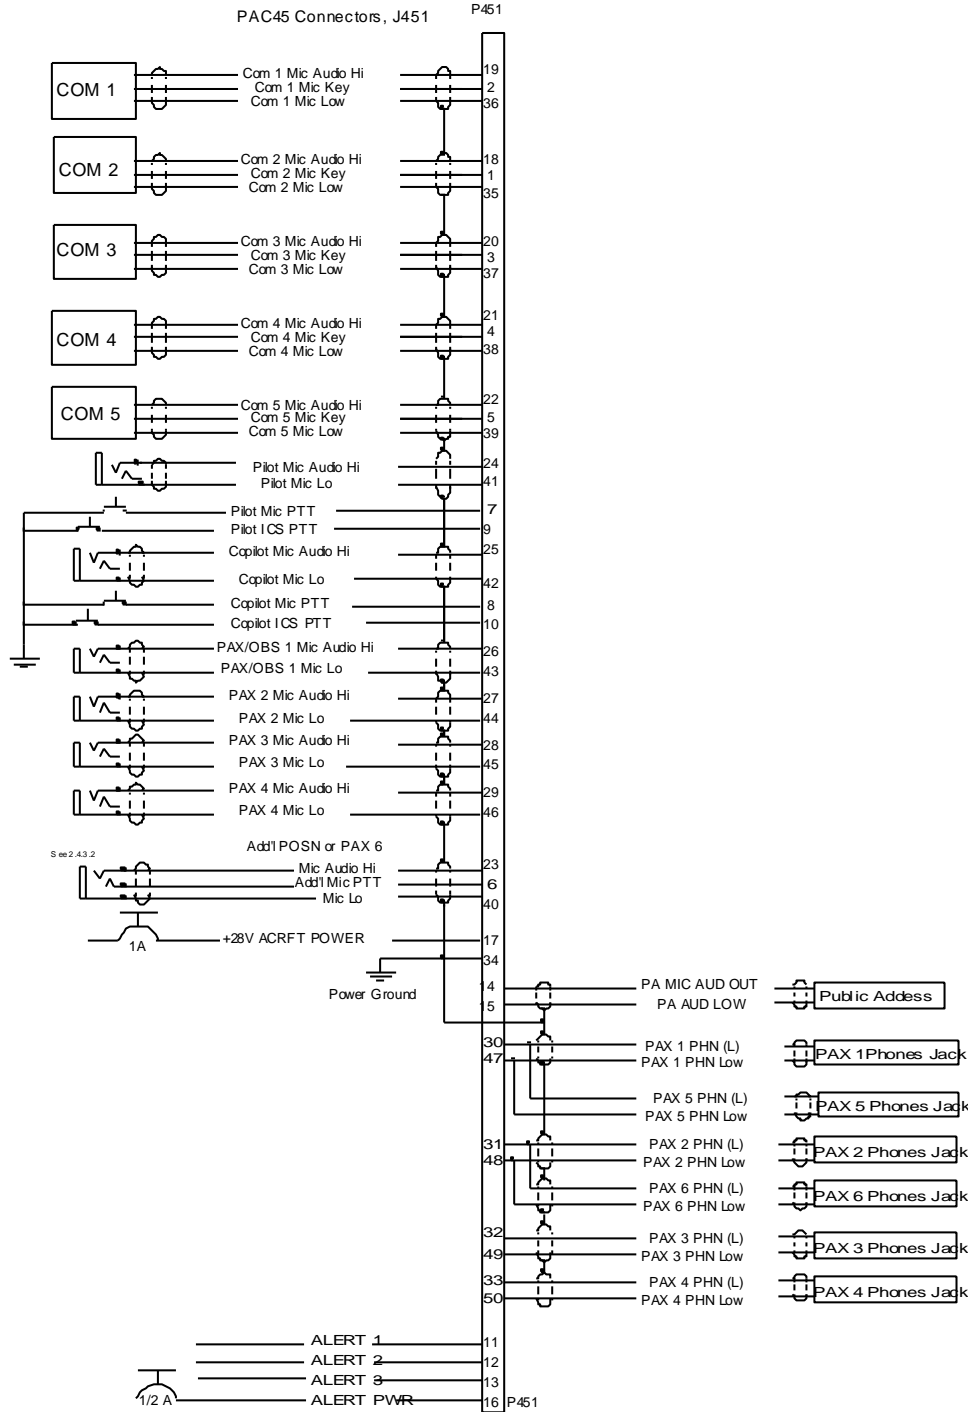 PAC45 Connectors, J451
P451
COM 1
Com 1 Mic Audio Hi
19
Com 1 Mic Key
2
Com 1 Mic Low
36
COM 2
Com 2 Mic Audio Hi
18
Com 2 Mic Key
1
Com 2 Mic Low
35
COM 3
Com 3 Mic Audio Hi
20
Com 3 Mic Key
3
Com 3 Mic Low
37
COM 4
Com 4 Mic Audio Hi
21
Com 4 Mic Key
4
Com 4 Mic Low
38
COM 5
Com 5 Mic Audio Hi
22
Com 5 Mic Key
5
Com 5 Mic Low
39
Pilot Mic Audio Hi
24
Pilot Mic Lo
41
Pilot Mic PTT
7
Pilot ICS PTT
9
Copilot Mic Audio Hi
25
Copilot Mic Lo
42
Copilot Mic PTT
8
Copilot ICS PTT
10
PAX/OBS 1 Mic Audio Hi
26
PAX/OBS 1 Mic Lo
43
PAX 2 Mic Audio Hi
27
PAX 2 Mic Lo
44
PAX 3 Mic Audio Hi
28
PAX 3 Mic Lo
45
PAX 4 Mic Audio Hi
29
PAX 4 Mic Lo
46
Add'l POSN or PAX 6
See 2.4.3.2
Mic Audio Hi
23
Add'l Mic PTT
6
Mic Lo
40
1A
+28V ACRFT POWER
17
34
Power Ground
14
PA MIC AUD OUT
15
PA AUD LOW
Public Addess
30
PAX 1 PHN (L)
47
PAX 1 PHN Low
PAX 1 Phones Jack
PAX 5 PHN (L)
PAX 5 PHN Low
PAX 5 Phones Jack
31
PAX 2 PHN (L)
48
PAX 2 PHN Low
PAX 2 Phones Jack
PAX 6 PHN (L)
PAX 6 PHN Low
PAX 6 Phones Jack
32
PAX 3 PHN (L)
49
PAX 3 PHN Low
PAX 3 Phones Jack
33
PAX 4 PHN (L)
50
PAX 4 PHN Low
PAX 4 Phones Jack
ALERT 1
11
ALERT 2
12
ALERT 3
13
1/2 A
ALERT PWR
16
P451